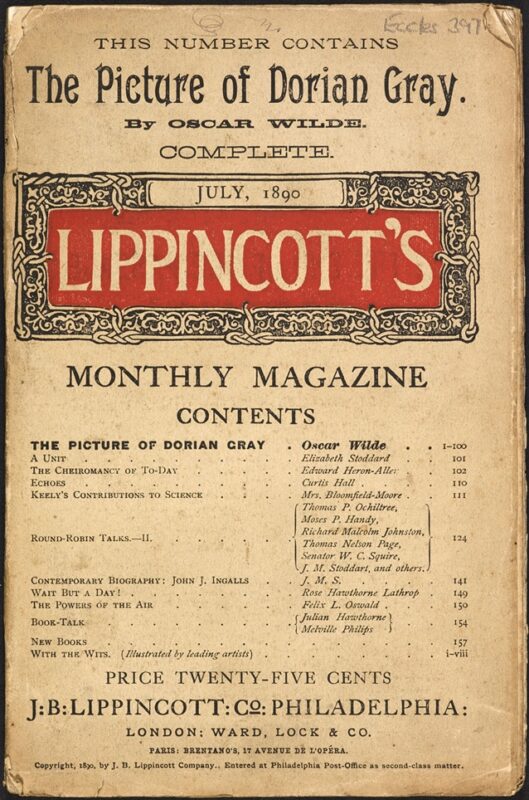 Eccles 397
THIS NUMBER CONTAINS
The Picture of Dorian Gray.
By OSCAR WILDE.
COMPLETE.
JULY, 1890
LIPPINCOTT'S
MONTHLY MAGAZINE
CONTENTS
THE PICTURE OF DORIAN GRAY . Oscar Wilde . . 1-100
A UNIT . . . . . . . . . Elizabeth Stoddard . . 101
THE CHEIROMANCY OF TO-DAY . . . . . Edward Heron-Allen . 102
ECHOES . . . . . . . . . Curtis Hall . . . 110
KEELY'S CONTRIBUTIONS TO SCIENCE . . . . Mrs. Bloomfield-Moore . 111
Thomas P. Ochiltree,
Moses P. Handy,
Richard Malcolm Johnston,
ROUND-ROBIN TALKS.—II. . . . . . . 124
Thomas Nelson Page,
Senator W. C. Squire,
J. M. Stoddart, and others.
CONTEMPORARY BIOGRAPHY: JOHN J. INGALLS . . J. M. S. . . . 141
WAIT BUT A DAY! . . . . . . . Rose Hawthorne Lathrop . 149
THE POWERS OF THE AIR . . . . . . Felix L. Oswald . . 150
Julian Hawthorne
BOOK-TALK . . . . . . . . 154
Melville Philips
NEW BOOKS . . . . . . . . . . . . 157
WITH THE WITS. (Illustrated by leading artists) . . . . . . i-viii
PRICE TWENTY-FIVE CENTS
J:B:LIPPINCOTT:Co:PHILADELPHIA:
LONDON: WARD, LOCK & CO.
PARIS: BRENTANO'S, 17 AVENUE DE L'OPÉRA.
Copyright, 1890, by J. B. Lippincott Company.. Entered at Philadelphia Post-Office as second-class matter.